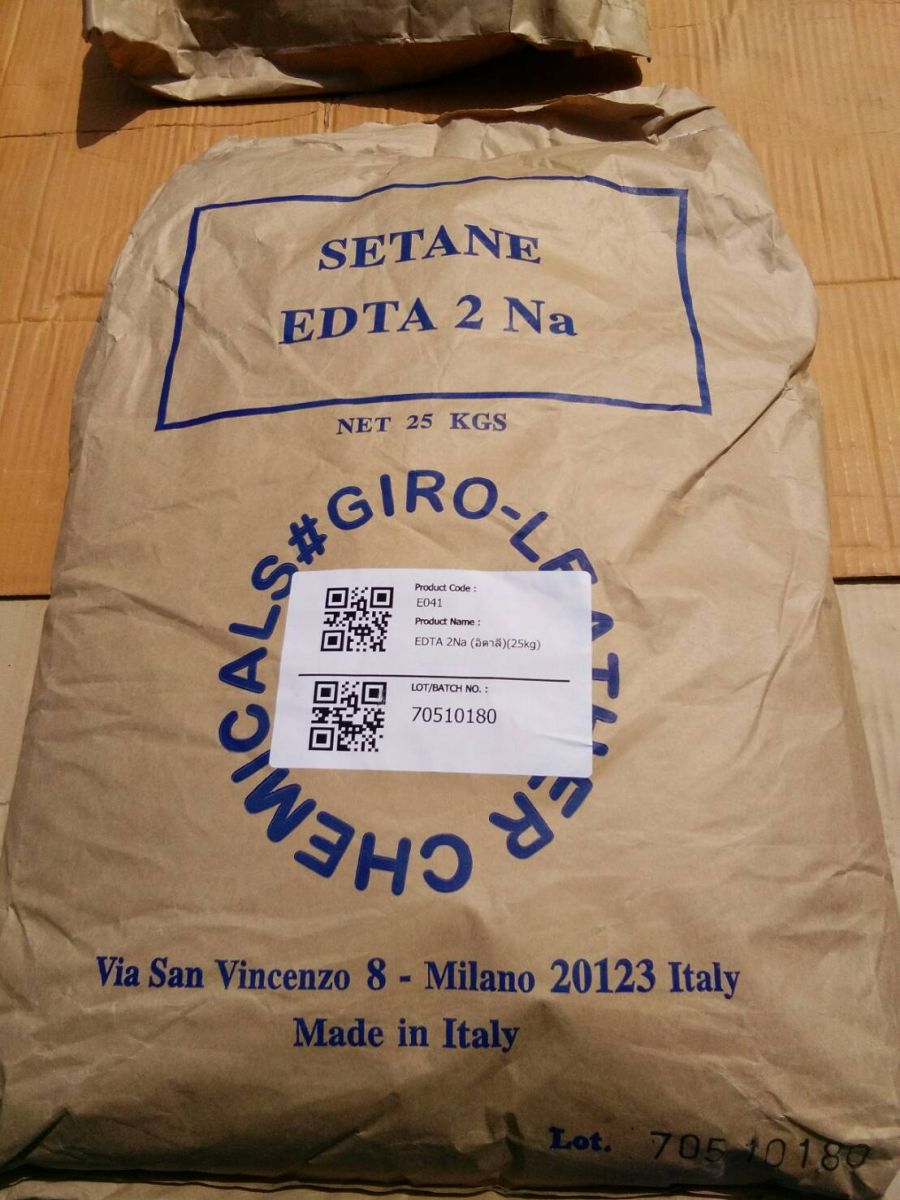 SETANE
EDTA 2 Na
NET 25 KGS
GIRO-LEATHER CHEMICALS#
Product Code :
E041
Product Name :
EDTA 2Na (อิตาลี)(25kg)
LOT/BATCH NO. :
70510180
Via San Vincenzo 8 - Milano 20123 Italy
Made in Italy
Lot. 70510180